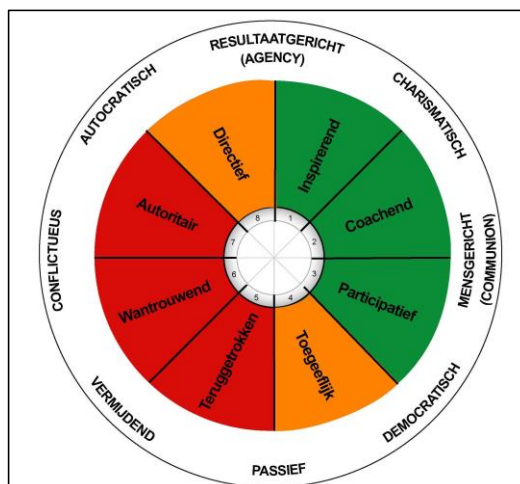 RESULTAATGERICHT
(AGENCY)
CHARISMATISCH
MENSGERICHT
(COMMUNION)
DEMOCRATISCH
PASSIEF
VERMIJDEND
CONFLICTUEUS
AUTOCRATISCH
Inspirerend
Coachend
Participatief
Toegeeflijk
Teruggetrokken
Wantrouwend
Autoritair
Directief
1
2
3
4
5
6
7
8